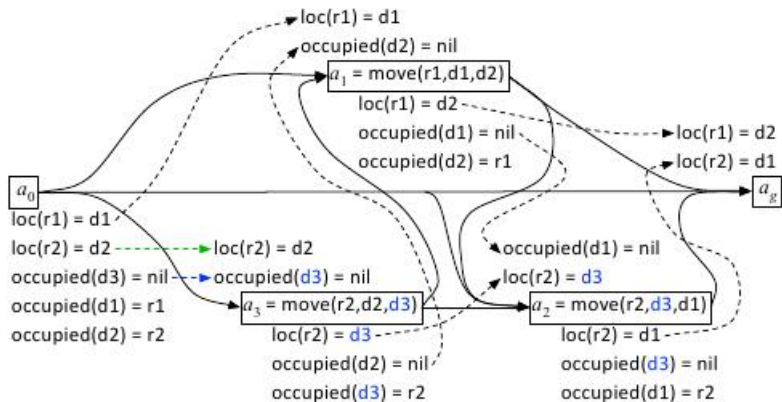 loc(r1) = d1
occupied(d2) = nil
a1 = move(r1,d1,d2)
loc(r1) = d2
occupied(d1) = nil
occupied(d2) = r1
loc(r1) = d2
loc(r2) = d1
a0
ag
loc(r1) = d1
loc(r2) = d2
occupied(d3) = nil
occupied(d1) = r1
occupied(d2) = r2
loc(r2) = d2
occupied(d3) = nil
a3 = move(r2,d2,d3)
loc(r2) = d3
occupied(d2) = nil
occupied(d3) = r2
occupied(d1) = nil
loc(r2) = d3
a2 = move(r2,d3,d1)
loc(r2) = d1
occupied(d3) = nil
occupied(d1) = r2